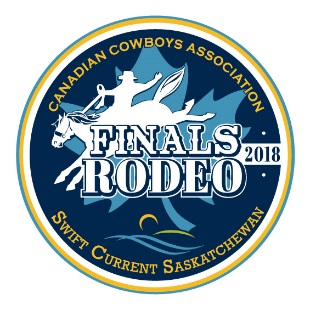 CANADIAN COWBOYS ASSOCIATION
FINALS
RODEO
· 2018 ·
SWIFT CURRENT SASKATCHEWAN